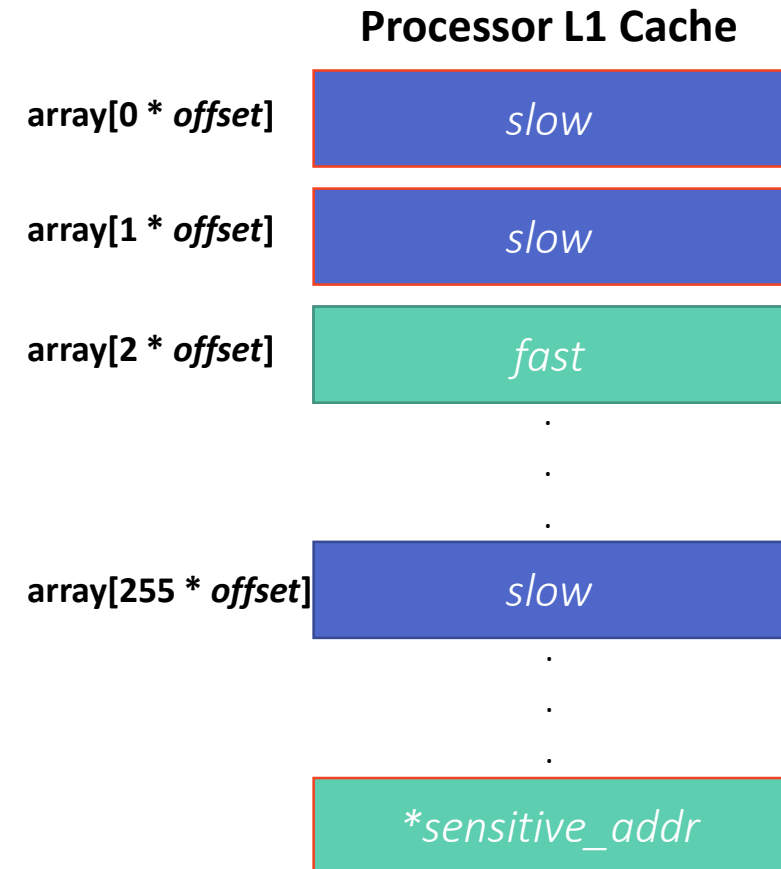 Processor L1 Cache
array[0 * offset] slow
array[1 * offset] slow
array[2 * offset] fast
.
.
.
array[255 * offset] slow
.
.
.
*sensitive_addr